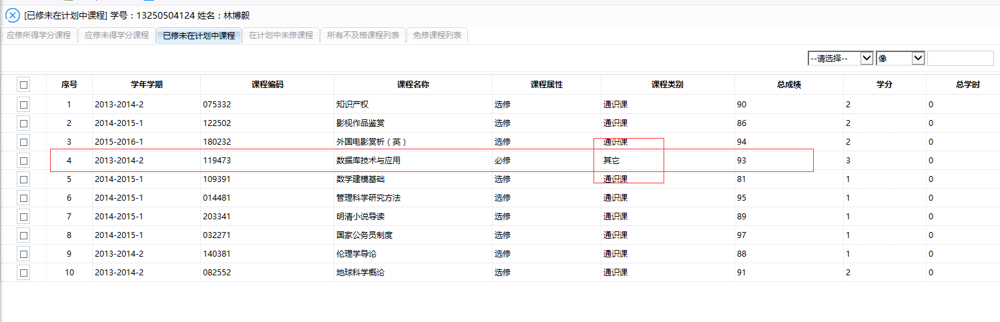 [已修未在计划中课程] 学号：13250504124 姓名：林博毅
应修所得学分课程 应修未得学分课程 已修未在计划中课程 在计划中未修课程 所有不及格课程列表 免修课程列表
--请选择-- 像
序号 学年学期 课程编码 课程名称 课程属性 课程类别 总成绩 学分 总学时
1 2013-2014-2 075332 知识产权 选修 通识课 90 2 0
2 2014-2015-1 122502 影视作品鉴赏 选修 通识课 86 2 0
3 2015-2016-1 180232 外国电影赏析（英） 选修 通识课 94 2 0
4 2013-2014-2 119473 数据库技术与应用 必修 其它 93 3 0
5 2014-2015-1 109391 数学建模基础 选修 通识课 81 1 0
6 2014-2015-1 014481 管理科学研究方法 选修 通识课 95 1 0
7 2014-2015-1 203341 明清小说导读 选修 通识课 89 1 0
8 2014-2015-1 032271 国家公务员制度 选修 通识课 97 1 0
9 2013-2014-2 140381 伦理学导论 选修 通识课 88 1 0
10 2013-2014-2 082552 地球科学概论 选修 通识课 91 2 0